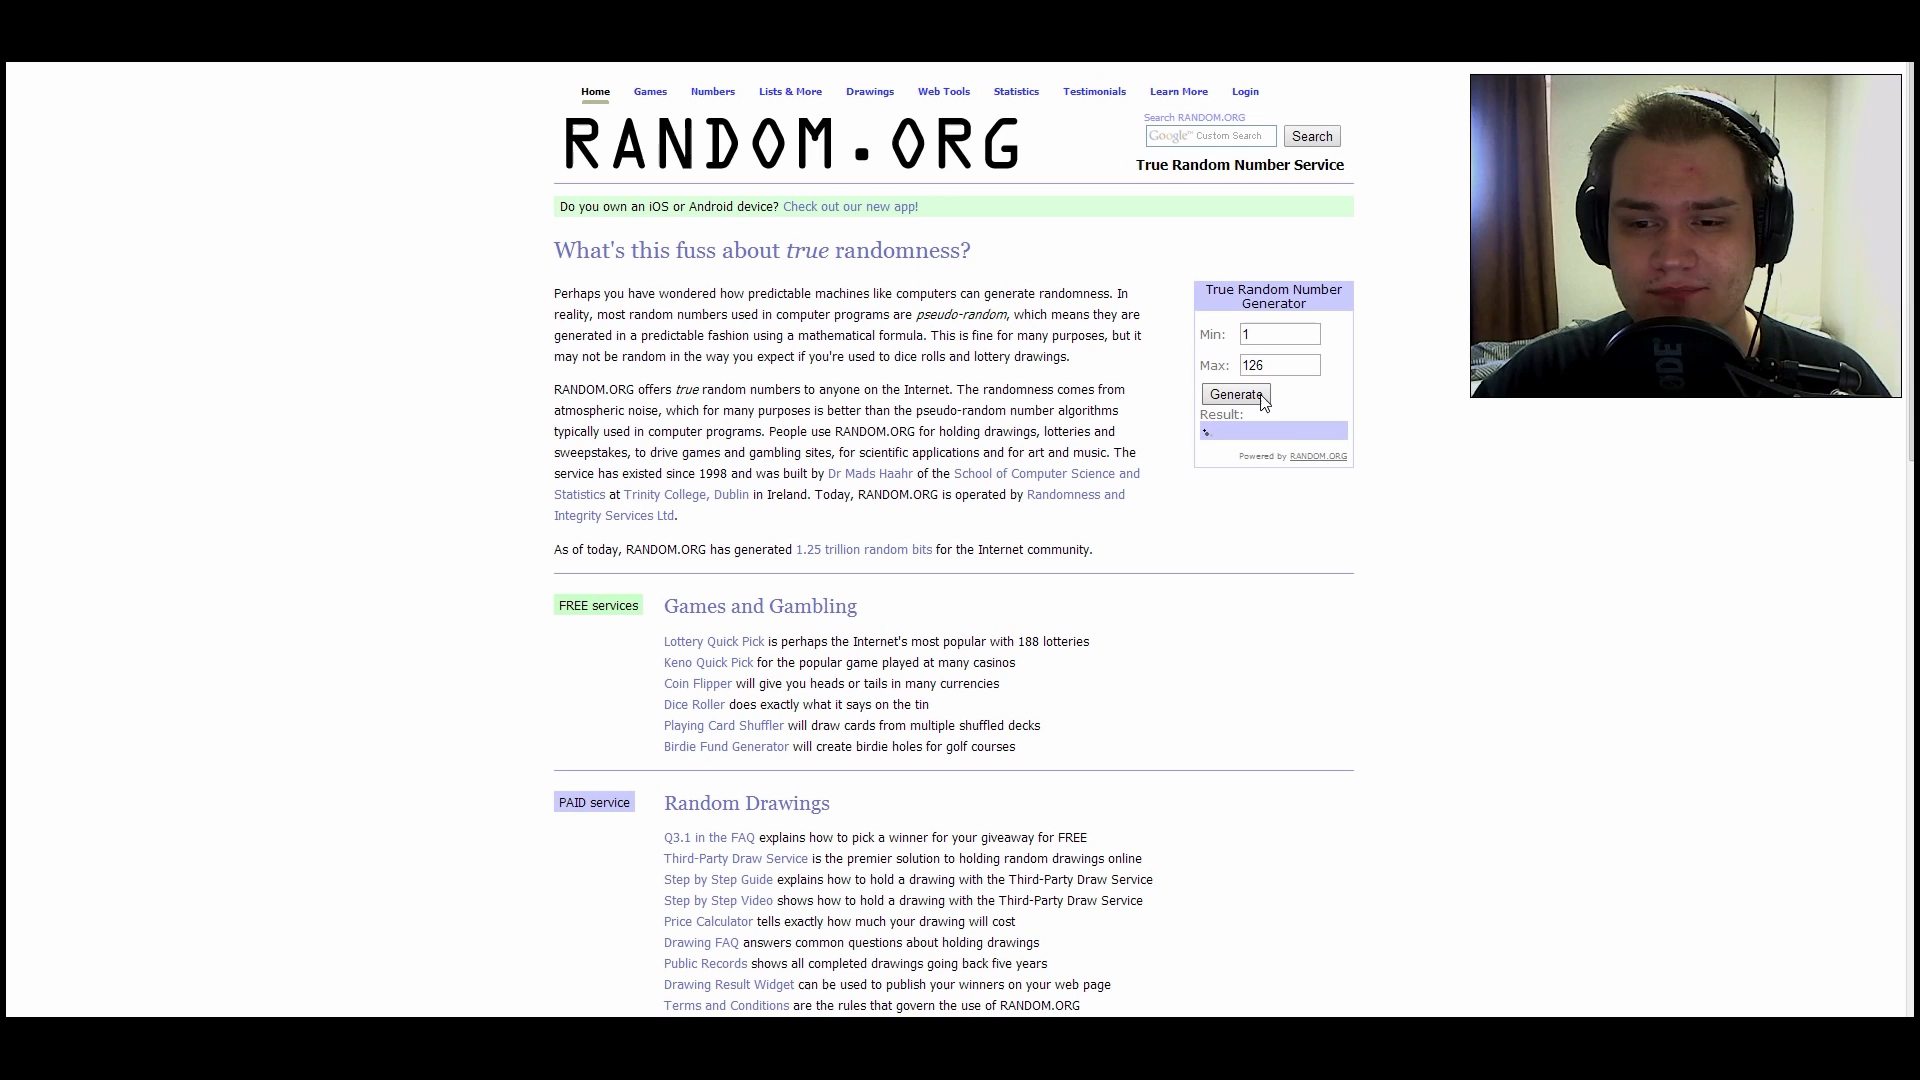 Home Games Numbers Lists & More Drawings Web Tools Statistics Testimonials Learn More Login
RANDOM.ORG
Search RANDOM.ORG
Google™ Custom Search Search
True Random Number Service
Do you own an iOS or Android device? Check out our new app!
What's this fuss about true randomness?
Perhaps you have wondered how predictable machines like computers can generate randomness. In
reality, most random numbers used in computer programs are pseudo-random, which means they are
generated in a predictable fashion using a mathematical formula. This is fine for many purposes, but it
may not be random in the way you expect if you're used to dice rolls and lottery drawings.
RANDOM.ORG offers true random numbers to anyone on the Internet. The randomness comes from
atmospheric noise, which for many purposes is better than the pseudo-random number algorithms
typically used in computer programs. People use RANDOM.ORG for holding drawings, lotteries and
sweepstakes, to drive games and gambling sites, for scientific applications and for art and music. The
service has existed since 1998 and was built by Dr Mads Haahr of the School of Computer Science and
Statistics at Trinity College, Dublin in Ireland. Today, RANDOM.ORG is operated by Randomness and
Integrity Services Ltd.
As of today, RANDOM.ORG has generated 1.25 trillion random bits for the Internet community.
True Random Number
Generator
Min: 1
Max: 126
Generate
Result:
Powered by RANDOM.ORG
FREE services
Games and Gambling
Lottery Quick Pick is perhaps the Internet's most popular with 188 lotteries
Keno Quick Pick for the popular game played at many casinos
Coin Flipper will give you heads or tails in many currencies
Dice Roller does exactly what it says on the tin
Playing Card Shuffler will draw cards from multiple shuffled decks
Birdie Fund Generator will create birdie holes for golf courses
PAID service
Random Drawings
Q3.1 in the FAQ explains how to pick a winner for your giveaway for FREE
Third-Party Draw Service is the premier solution to holding random drawings online
Step by Step Guide explains how to hold a drawing with the Third-Party Draw Service
Step by Step Video shows how to hold a drawing with the Third-Party Draw Service
Price Calculator tells exactly how much your drawing will cost
Drawing FAQ answers common questions about holding drawings
Public Records shows all completed drawings going back five years
Drawing Result Widget can be used to publish your winners on your web page
Terms and Conditions are the rules that govern the use of RANDOM.ORG
RØDE